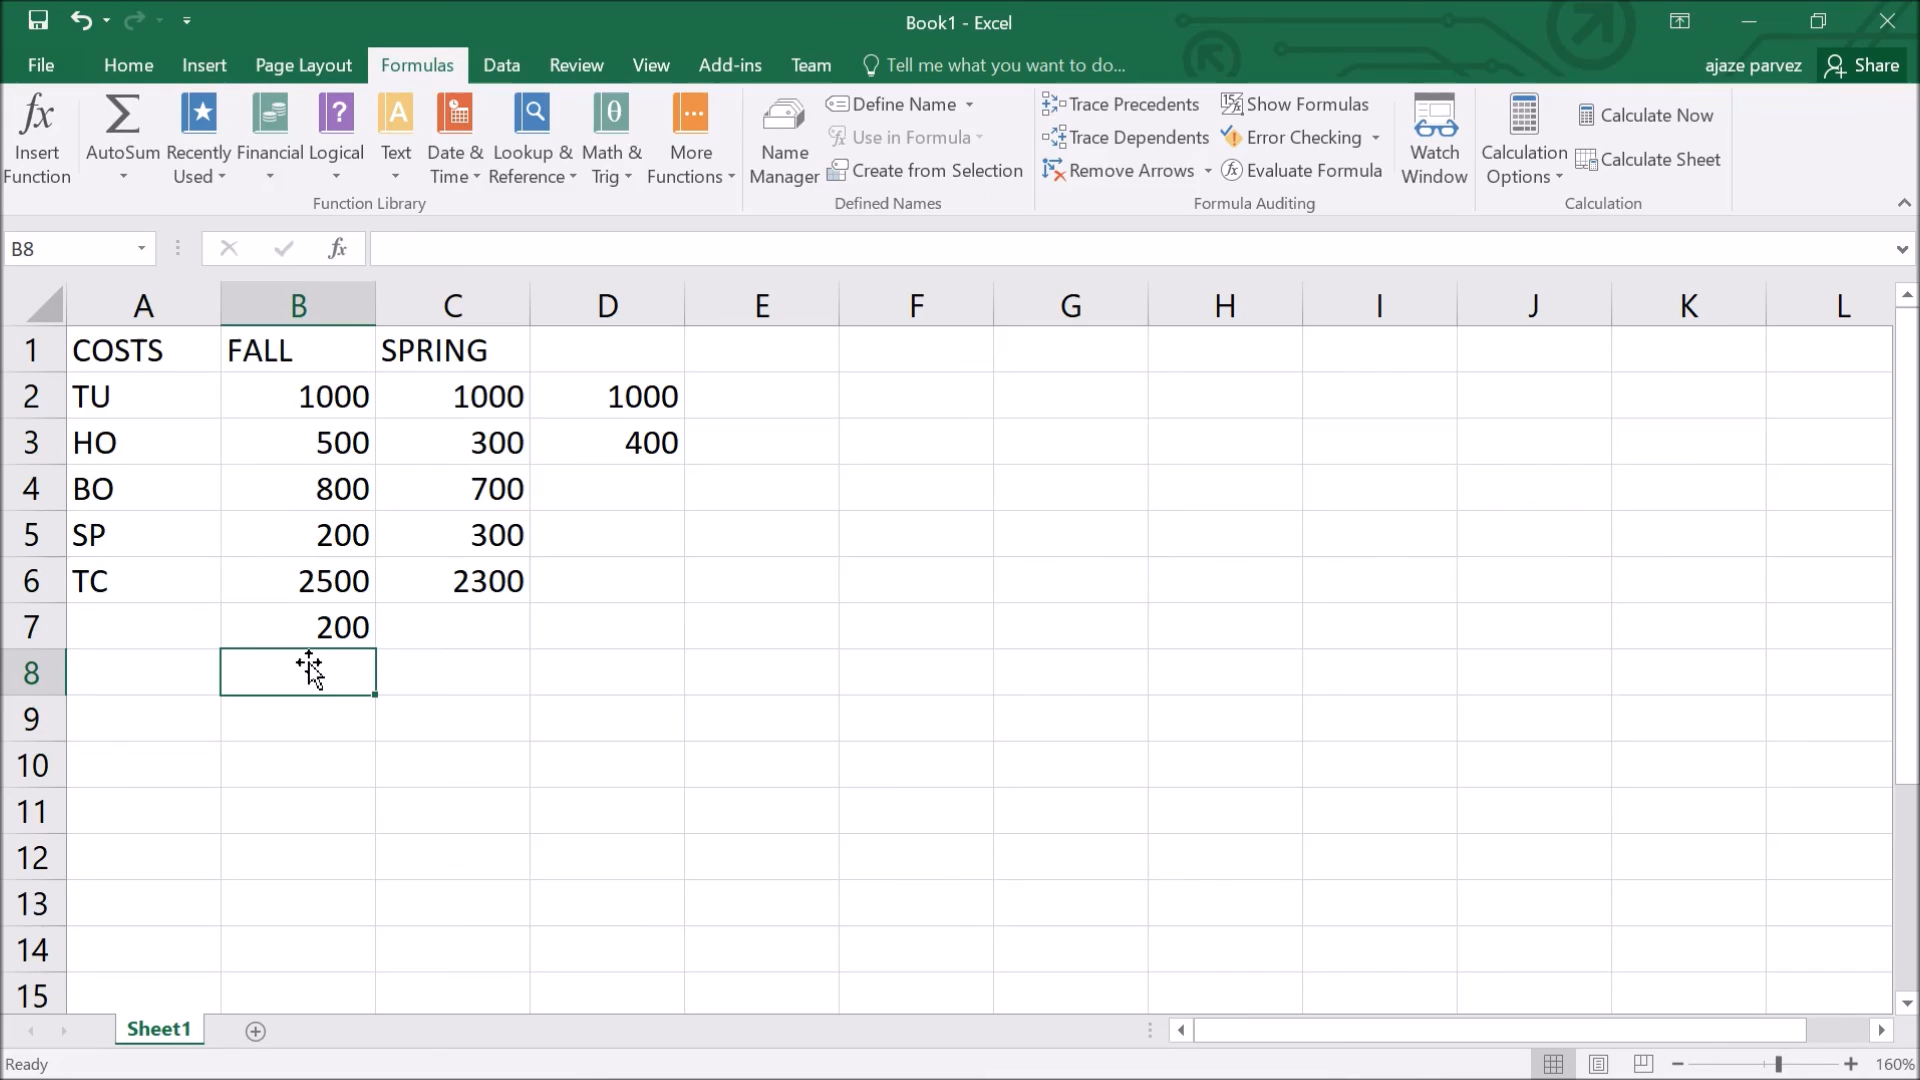 Book1 - Excel
File Home Insert Page Layout Formulas Data Review View Add-ins Team Tell me what you want to do... ajaze parvez Share
fx Insert Function
AutoSum
Recently Used
Financial
Logical
Text
Date & Time
Lookup & Reference
Math & Trig
More Functions
Function Library
Name Manager
Define Name
Use in Formula
Create from Selection
Defined Names
Trace Precedents
Trace Dependents
Remove Arrows
Show Formulas
Error Checking
Evaluate Formula
Formula Auditing
Watch Window
Calculation Options
Calculate Now
Calculate Sheet
Calculation
B8 fx
A B C D E F G H I J K L
1 COSTS FALL SPRING
2 TU 1000 1000 1000
3 HO 500 300 400
4 BO 800 700
5 SP 200 300
6 TC 2500 2300
7 200
8
9
10
11
12
13
14
15
Sheet1
Ready 160%